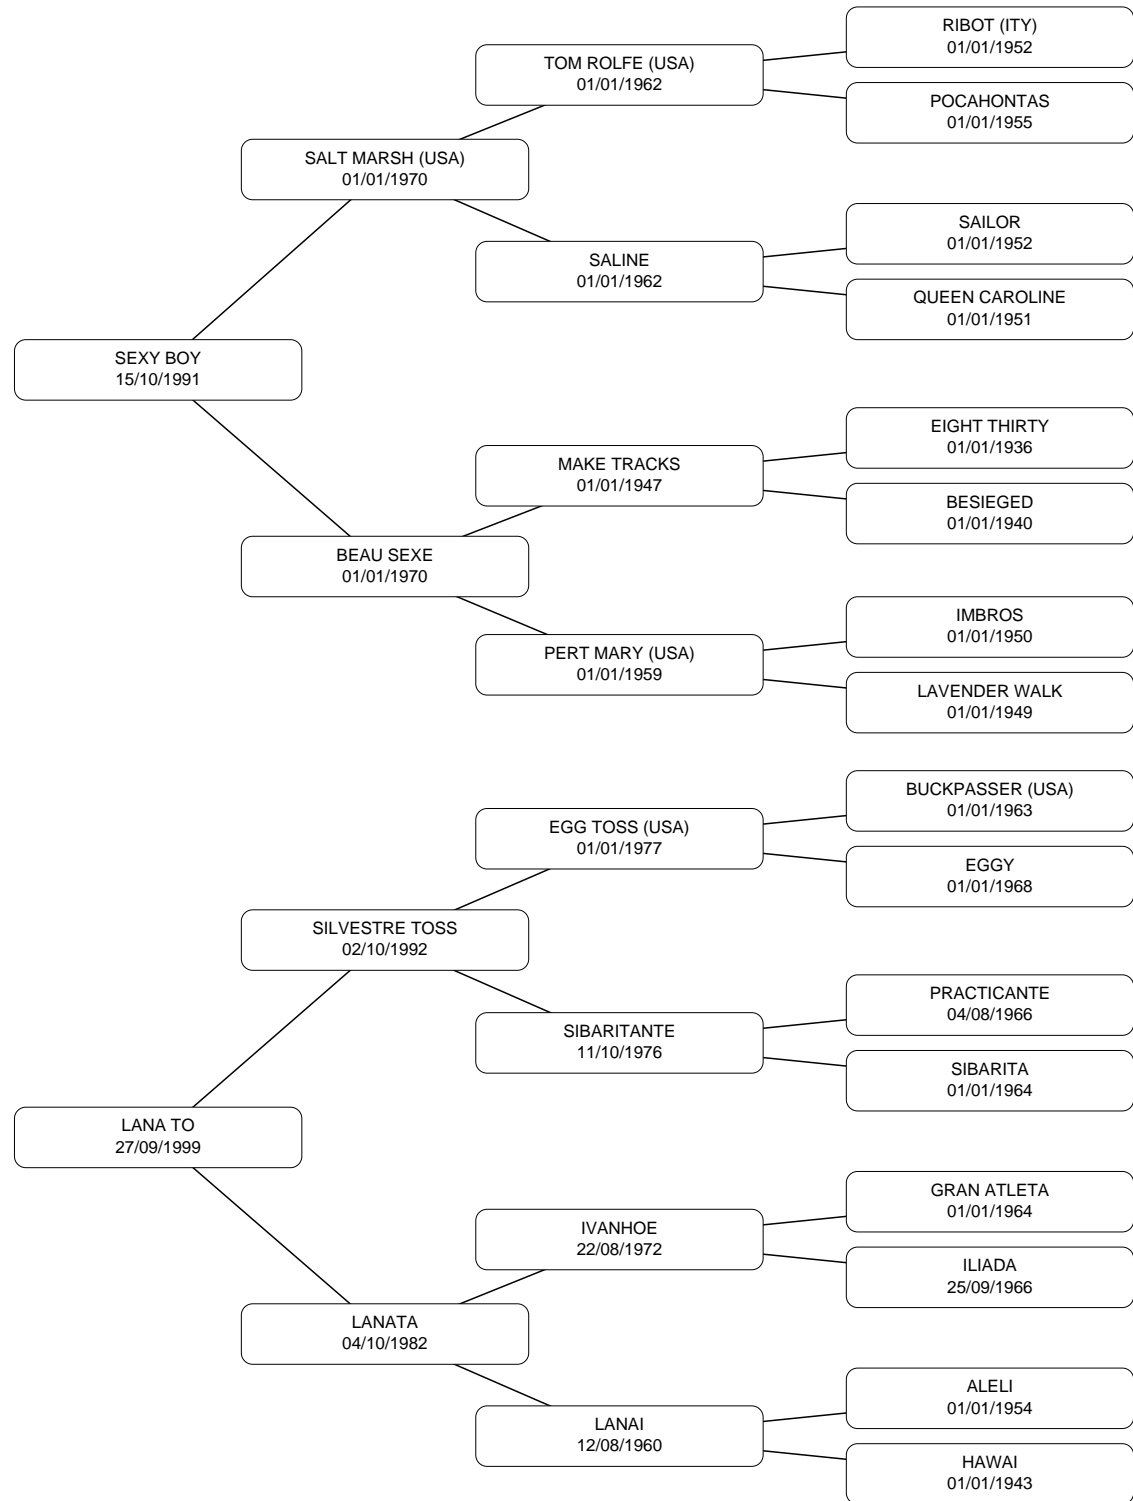 RIBOT (ITY)
01/01/1952
TOM ROLFE (USA)
01/01/1962
POCAHONTAS
01/01/1955
SALT MARSH (USA)
01/01/1970
SAILOR
01/01/1952
SALINE
01/01/1962
QUEEN CAROLINE
01/01/1951
SEXY BOY
15/10/1991
EIGHT THIRTY
01/01/1936
MAKE TRACKS
01/01/1947
BESIEGED
01/01/1940
BEAU SEXE
01/01/1970
IMBROS
01/01/1950
PERT MARY (USA)
01/01/1959
LAVENDER WALK
01/01/1949
BUCKPASSER (USA)
01/01/1963
EGG TOSS (USA)
01/01/1977
EGGY
01/01/1968
SILVESTRE TOSS
02/10/1992
PRACTICANTE
04/08/1966
SIBARITANTE
11/10/1976
SIBARITA
01/01/1964
LANA TO
27/09/1999
GRAN ATLETA
01/01/1964
IVANHOE
22/08/1972
ILIADA
25/09/1966
LANATA
04/10/1982
ALELI
01/01/1954
LANAI
12/08/1960
HAWAI
01/01/1943